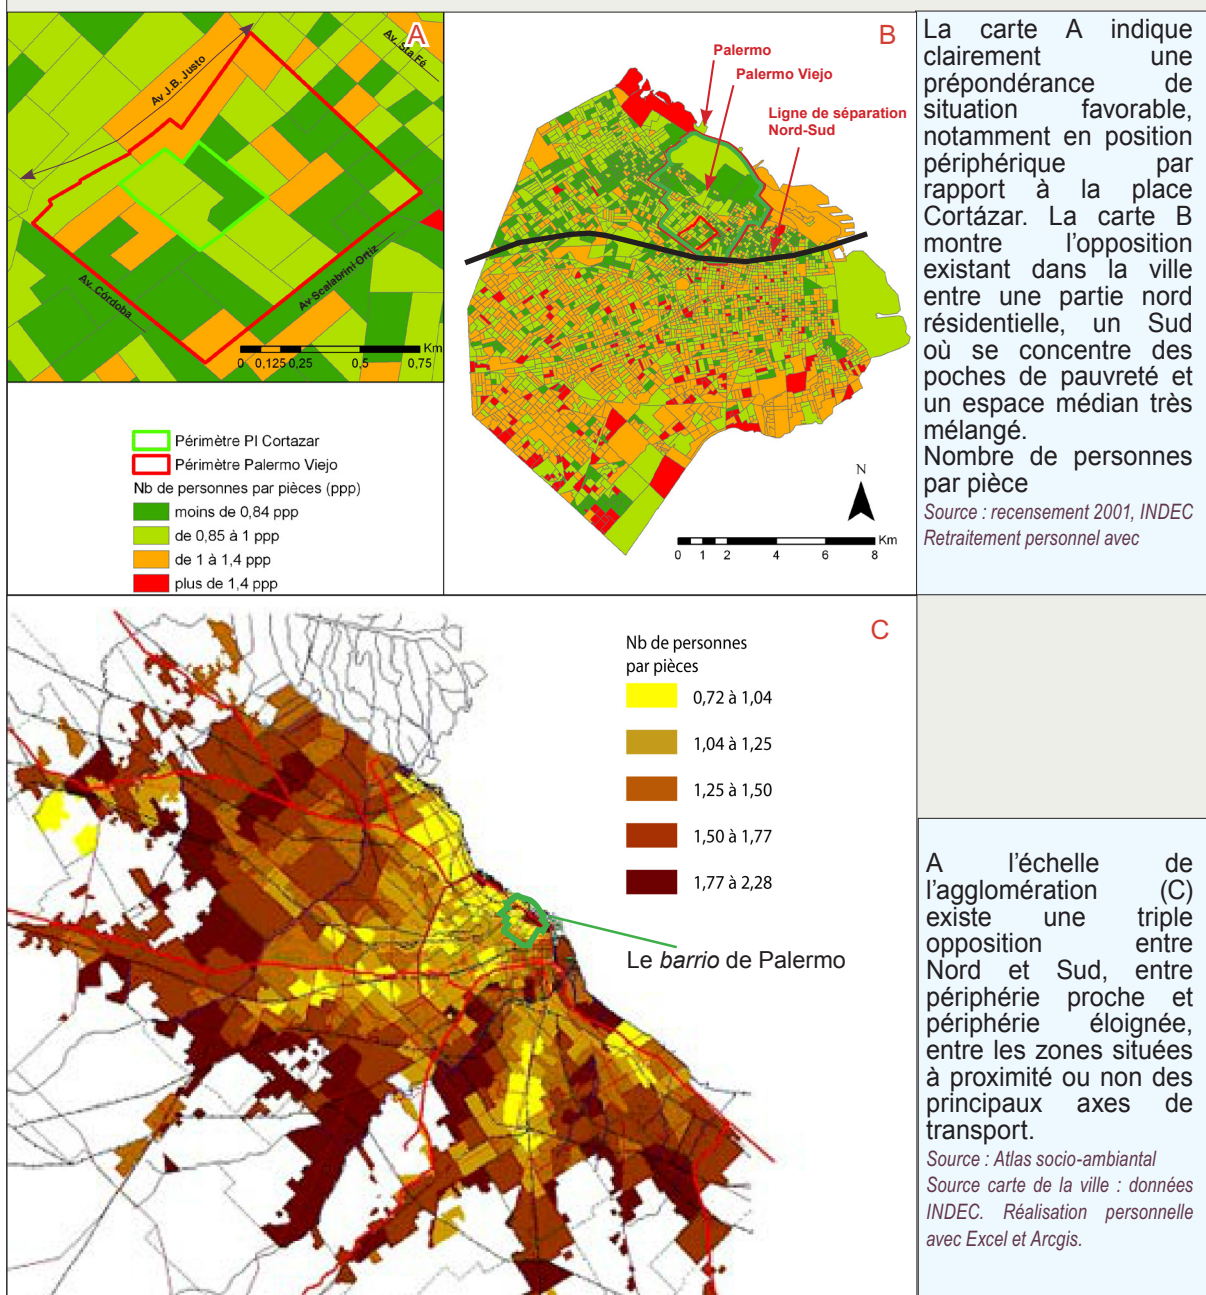 A
Av. Sta Fé
Av J.B. Justo
Av. Córdoba
Av Scalabrini Ortiz
Km
0 0,125 0,25 0,5 0,75
Périmètre Pl Cortazar
Périmètre Palermo Viejo
Nb de personnes par pièces (ppp)
moins de 0,84 ppp
de 0,85 à 1 ppp
de 1 à 1,4 ppp
plus de 1,4 ppp
B
Palermo
Palermo Viejo
Ligne de séparation
Nord-Sud
N
Km
0 1 2 4 6 8
La carte A indique
clairement une
prépondérance de
situation favorable,
notamment en position
périphérique par
rapport à la place
Cortázar. La carte B
montre l'opposition
existant dans la ville
entre une partie nord
résidentielle, un Sud
où se concentre des
poches de pauvreté et
un espace médian très
mélangé.
Nombre de personnes
par pièce
Source : recensement 2001, INDEC
Retraitement personnel avec
C
Nb de personnes
par pièces
0,72 à 1,04
1,04 à 1,25
1,25 à 1,50
1,50 à 1,77
1,77 à 2,28
Le barrio de Palermo
A l'échelle de
l'agglomération (C)
existe une triple
opposition entre
Nord et Sud, entre
périphérie proche et
périphérie éloignée,
entre les zones situées
à proximité ou non des
principaux axes de
transport.
Source : Atlas socio-ambiantal
Source carte de la ville : données
INDEC. Réalisation personnelle
avec Excel et Arcgis.